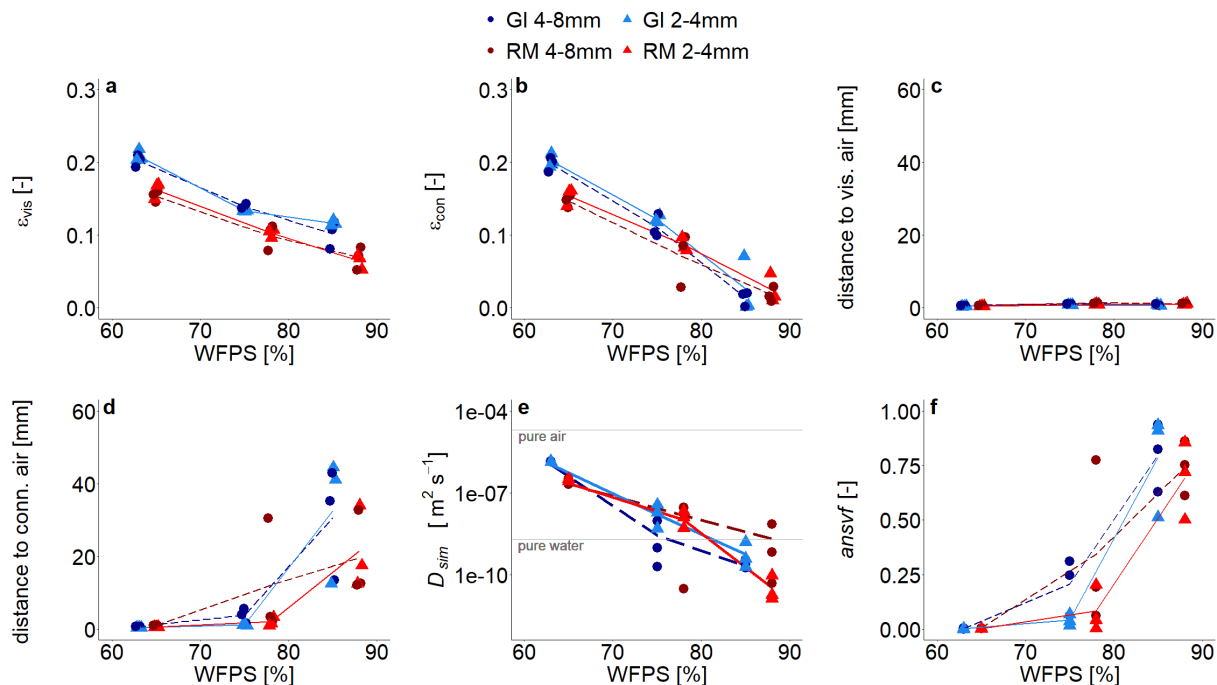 GI 4-8mm GI 2-4mm
RM 4-8mm RM 2-4mm
a
εvis [-]
0.3
0.2
0.1
0.0
60 70 80 90
WFPS [%]
b
εcon [-]
0.3
0.2
0.1
0.0
60 70 80 90
WFPS [%]
c
distance to vis. air [mm]
60
40
20
0
60 70 80 90
WFPS [%]
d
distance to conn. air [mm]
60
40
20
0
60 70 80 90
WFPS [%]
e
Dsim [ m² s⁻¹]
1e-04
pure air
1e-07
pure water
1e-10
60 70 80 90
WFPS [%]
f
ansvf [-]
1.00
0.75
0.50
0.25
0.00
60 70 80 90
WFPS [%]